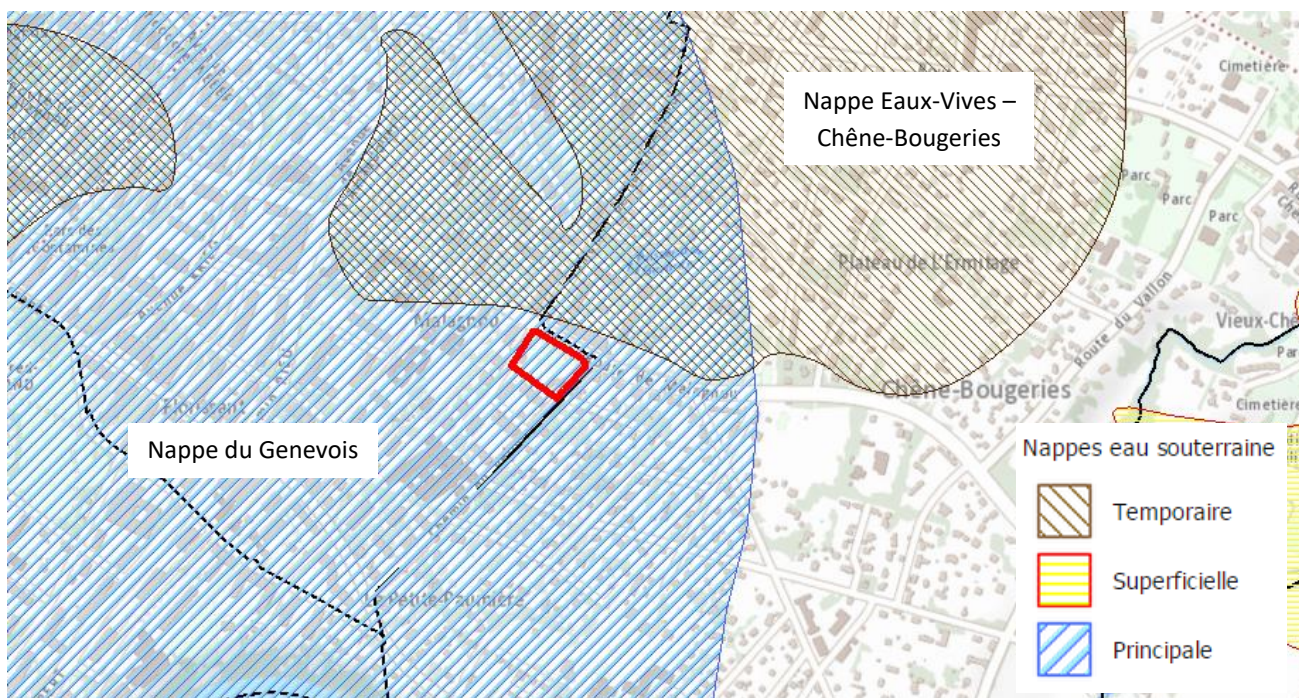 Cimetière
Nappe Eaux-Vives –
Chêne-Bougeries
Parc
Parc
Parc
Plateau de L'Ermitage
Route du Vallon
Vieux-Chê
Malagnou
Chêne-Bougeries
Cimetière
Florissant
Nappe du Genevois
La Petite-Paumière
Nappes eau souterraine
Temporaire
Superficielle
Principale